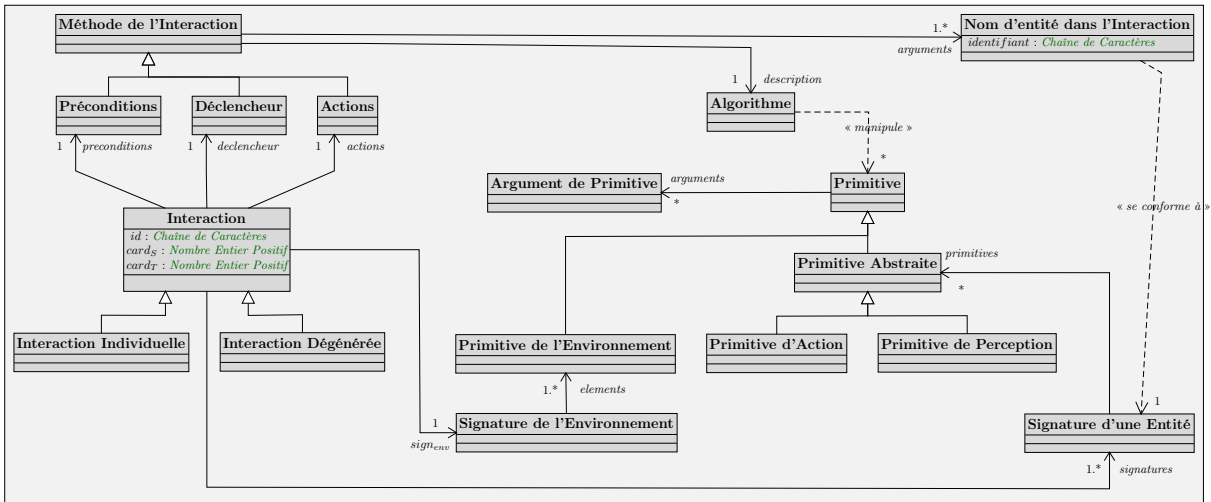 Méthode de l'Interaction
Nom d'entité dans l'Interaction
identifiant : Chaîne de Caractères
1.*
arguments
1
description
Préconditions
Déclencheur
Actions
Algorithme
« manipule »
*
1
preconditions
1
declencheur
1
actions
Argument de Primitive
arguments
*
Primitive
« se conforme à »
Interaction
id : Chaîne de Caractères
card_S : Nombre Entier Positif
card_T : Nombre Entier Positif
Primitive Abstraite
primitives
*
Interaction Individuelle
Interaction Dégénérée
Primitive de l'Environnement
Primitive d'Action
Primitive de Perception
1.*
elements
1
Signature de l'Environnement
1
sign_env
Signature d'une Entité
1.*
signatures